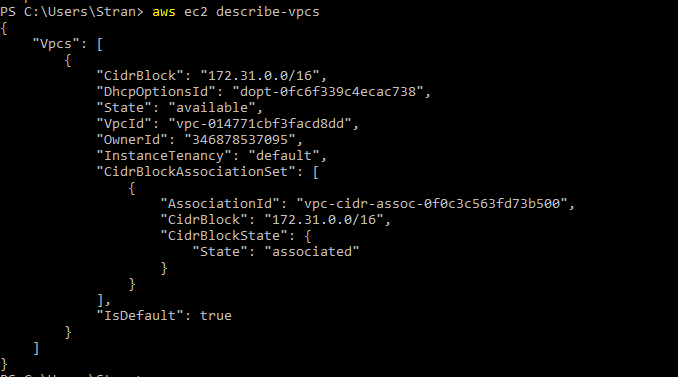 PS C:\Users\Stran> aws ec2 describe-vpcs
{
    "Vpcs": [
        {
            "CidrBlock": "172.31.0.0/16",
            "DhcpOptionsId": "dopt-0fc6f339c4ecac738",
            "State": "available",
            "VpcId": "vpc-014771cbf3facd8dd",
            "OwnerId": "346878537095",
            "InstanceTenancy": "default",
            "CidrBlockAssociationSet": [
                {
                    "AssociationId": "vpc-cidr-assoc-0f0c3c563fd73b500",
                    "CidrBlock": "172.31.0.0/16",
                    "CidrBlockState": {
                        "State": "associated"
                    }
                }
            ],
            "IsDefault": true
        }
    ]
}